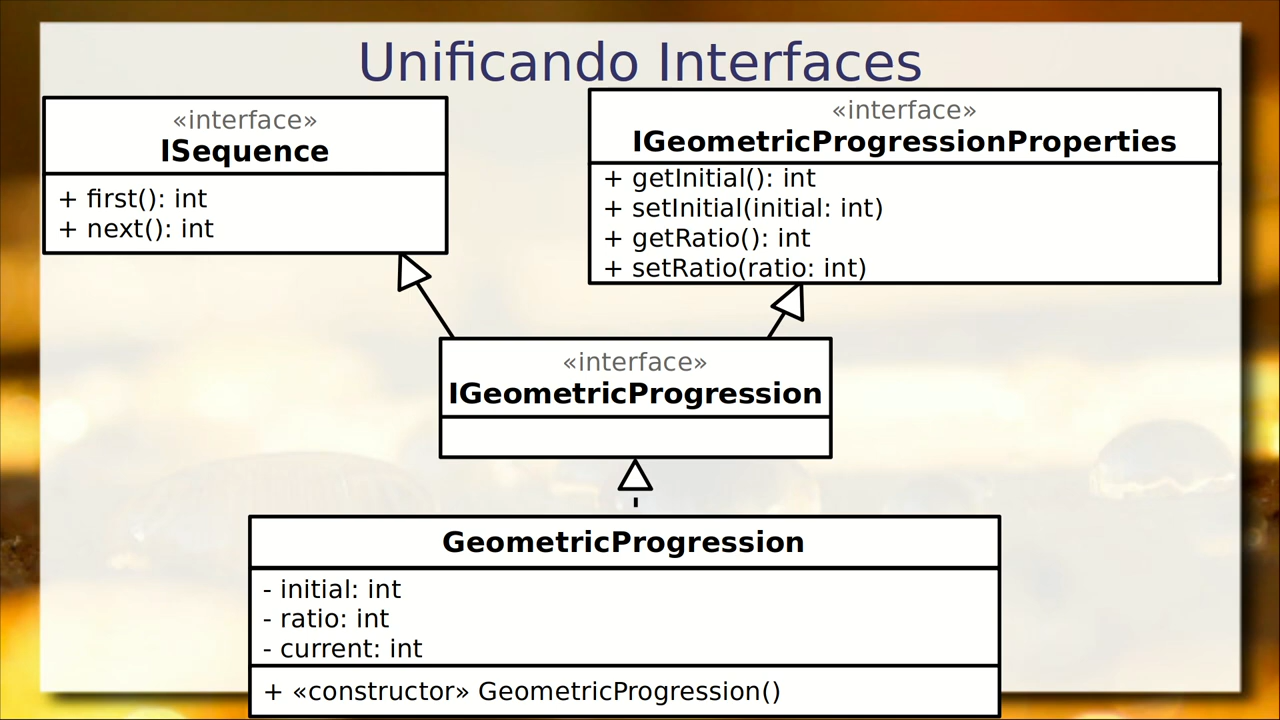 Unificando Interfaces
«interface»
ISequence
+ first(): int
+ next(): int
«interface»
IGeometricProgressionProperties
+ getInitial(): int
+ setInitial(initial: int)
+ getRatio(): int
+ setRatio(ratio: int)
«interface»
IGeometricProgression
GeometricProgression
- initial: int
- ratio: int
- current: int
+ «constructor» GeometricProgression()